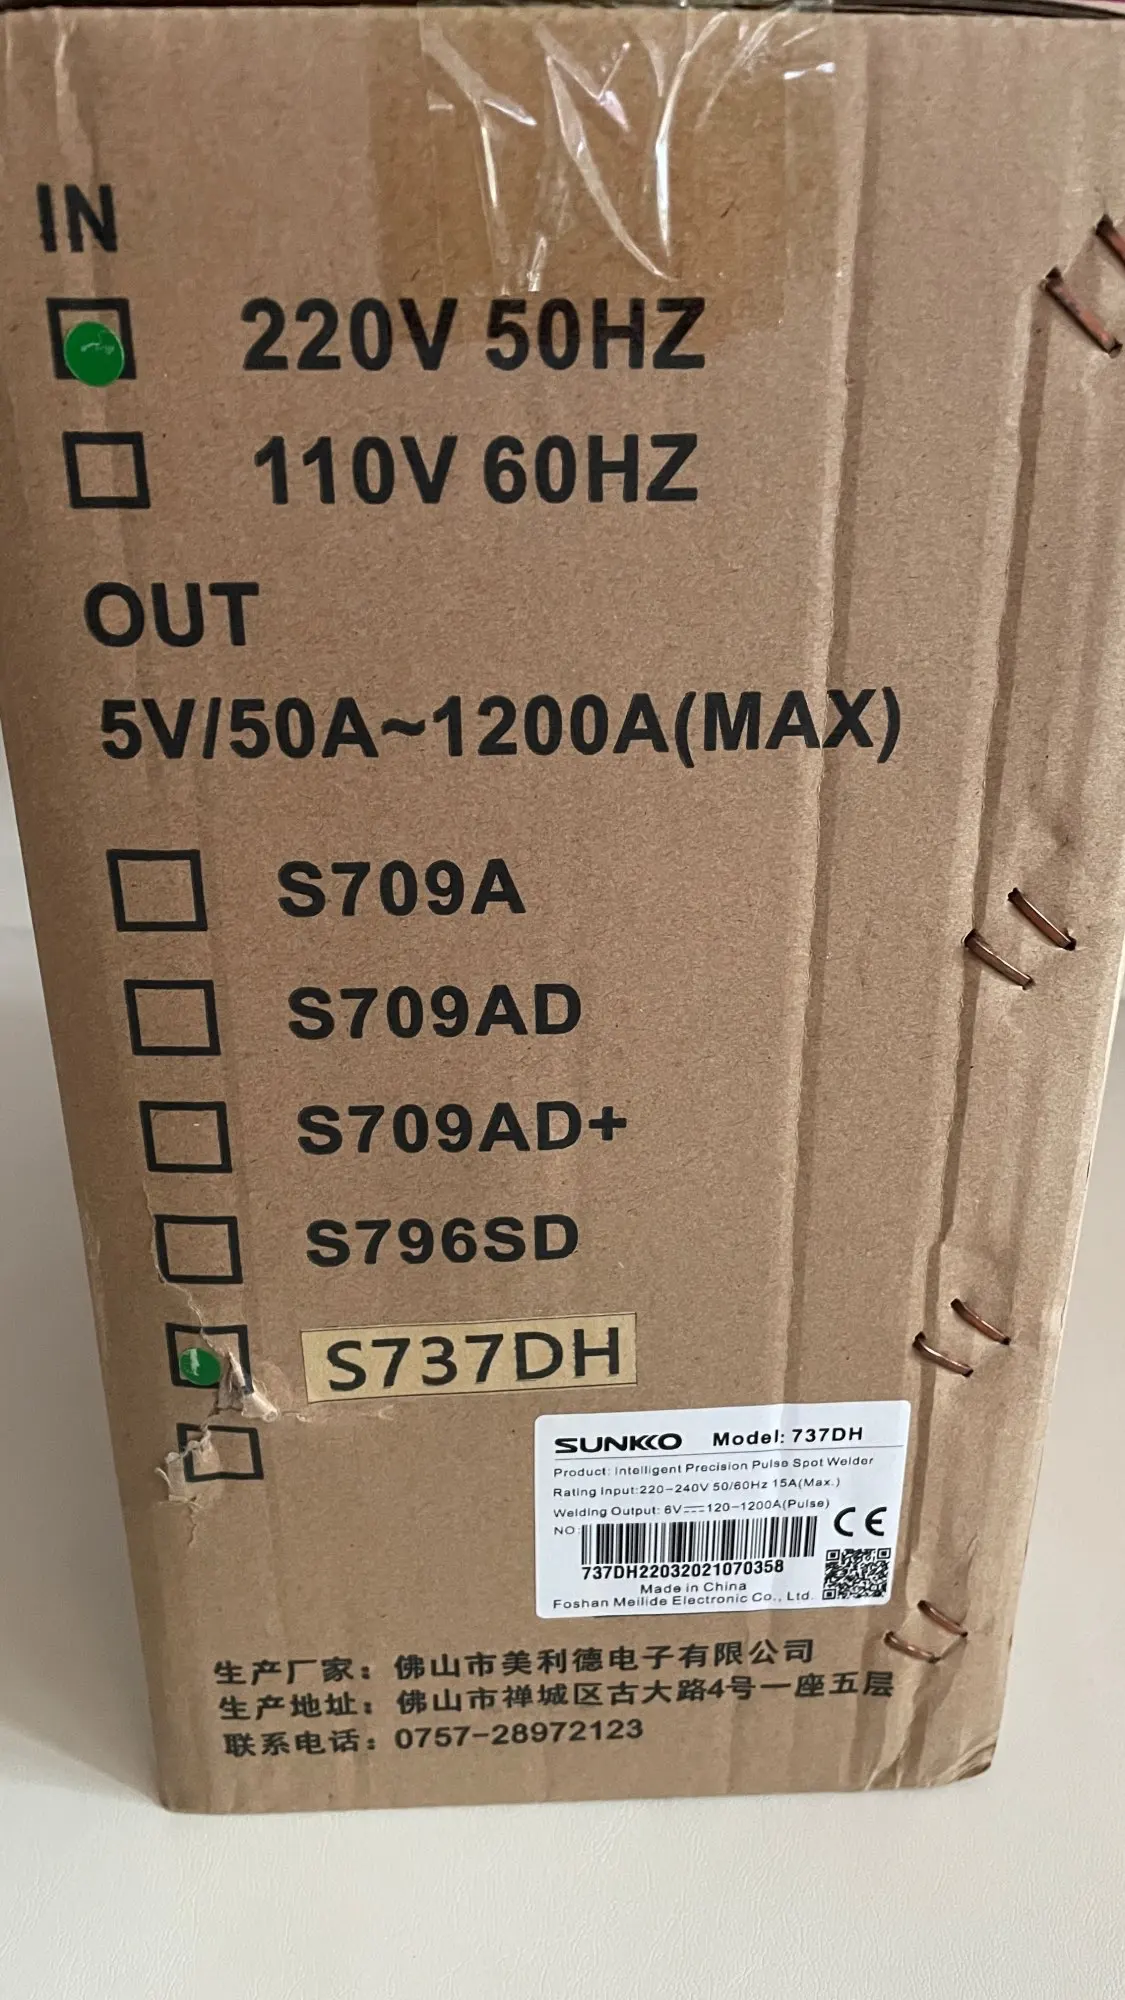 IN
220V 50HZ
110V 60HZ
OUT
5V/50A~1200A(MAX)
S709A
S709AD
S709AD+
S796SD
S737DH
SUNKKO Model: 737DH
Product: Intelligent Precision Pulse Spot Welder
Rating Input:220-240V 50/60Hz 15A(Max.)
Welding Output: 6V⎓120-1200A(Pulse)
NO:
CE
737DH22032021070358
Made in China
Foshan Meilide Electronic Co., Ltd.
生产厂家：佛山市美利德电子有限公司
生产地址：佛山市禅城区古大路4号一座五层
联系电话：0757-28972123